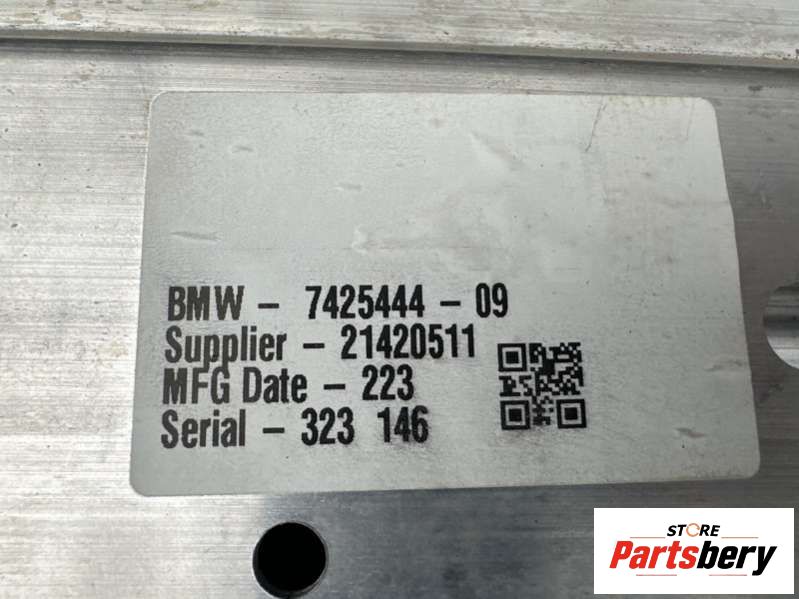 BMW - 7425444 - 09
Supplier - 21420511
MFG Date - 223
Serial - 323 146
STORE
Partsbery